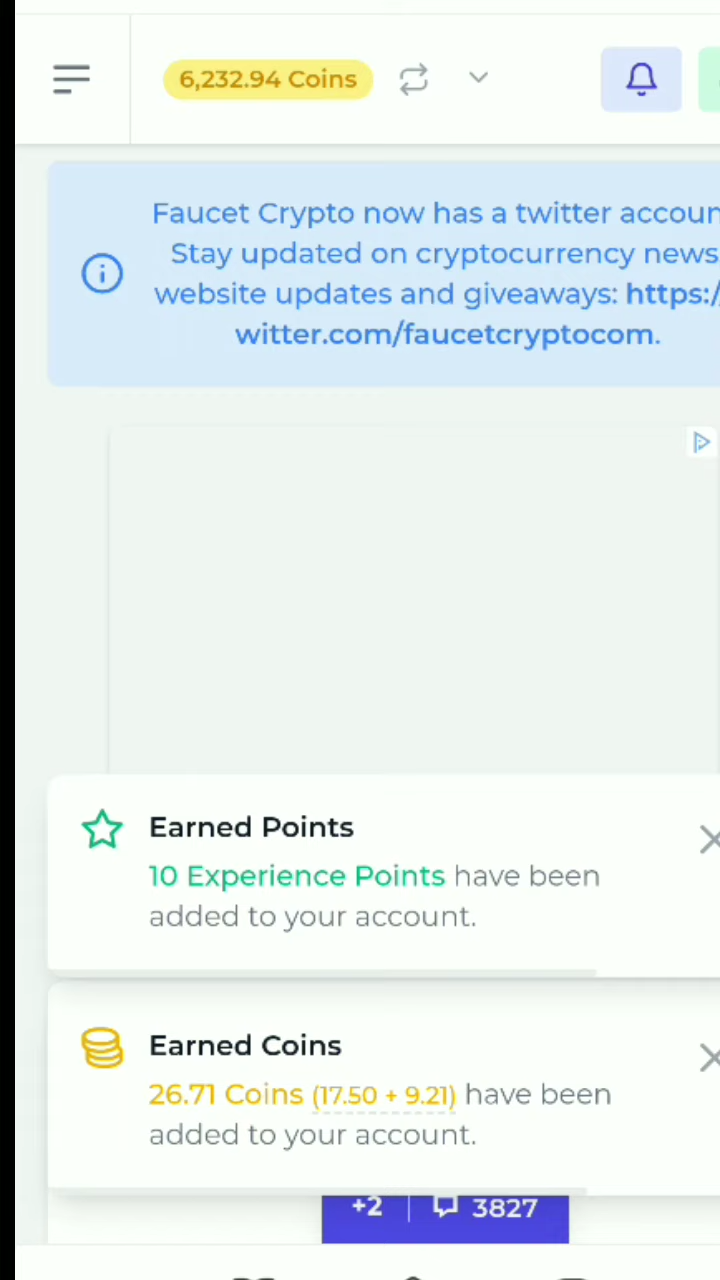 6,232.94 Coins
Faucet Crypto now has a twitter accoun
Stay updated on cryptocurrency news
website updates and giveaways: https:/
witter.com/faucetcryptocom.
Earned Points
10 Experience Points have been
added to your account.
Earned Coins
26.71 Coins (17.50 + 9.21) have been
added to your account.
+2 3827